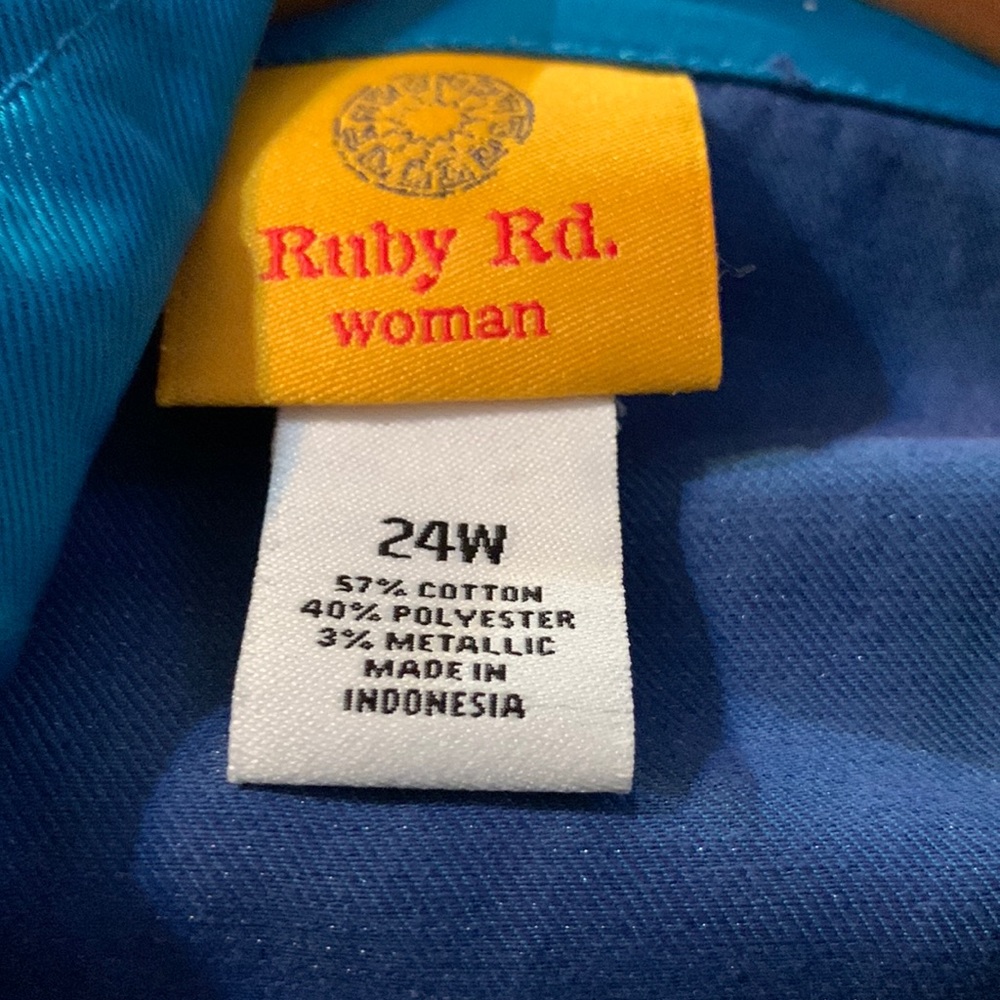 Ruby Rd.
woman
24W
57% COTTON
40% POLYESTER
3% METALLIC
MADE IN
INDONESIA